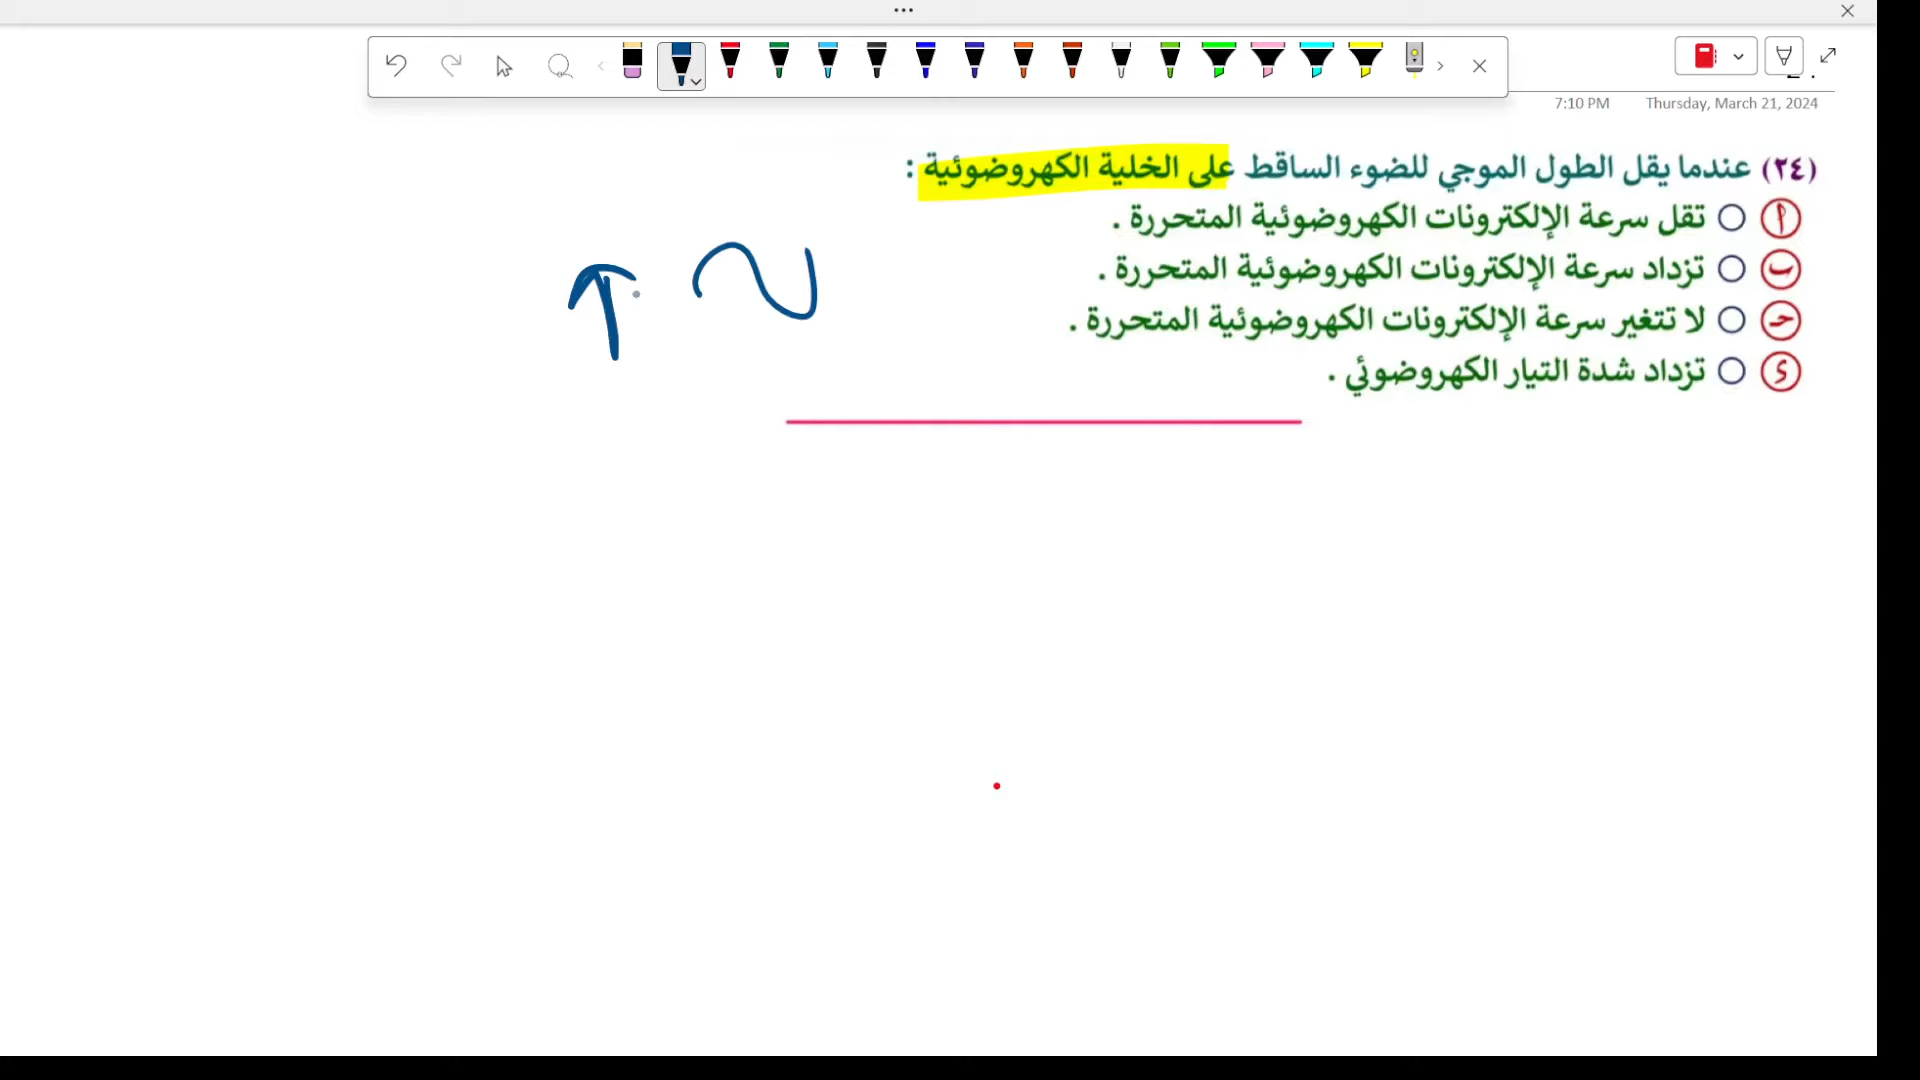 7:10 PM Thursday, March 21, 2024
(٢٤) عندما يقل الطول الموجي للضوء الساقط على الخلية الكهروضوئية :
أ تقل سرعة الإلكترونات الكهروضوئية المتحررة .
ب تزداد سرعة الإلكترونات الكهروضوئية المتحررة .
حـ لا تتغير سرعة الإلكترونات الكهروضوئية المتحررة .
د تزداد شدة التيار الكهروضوئي .